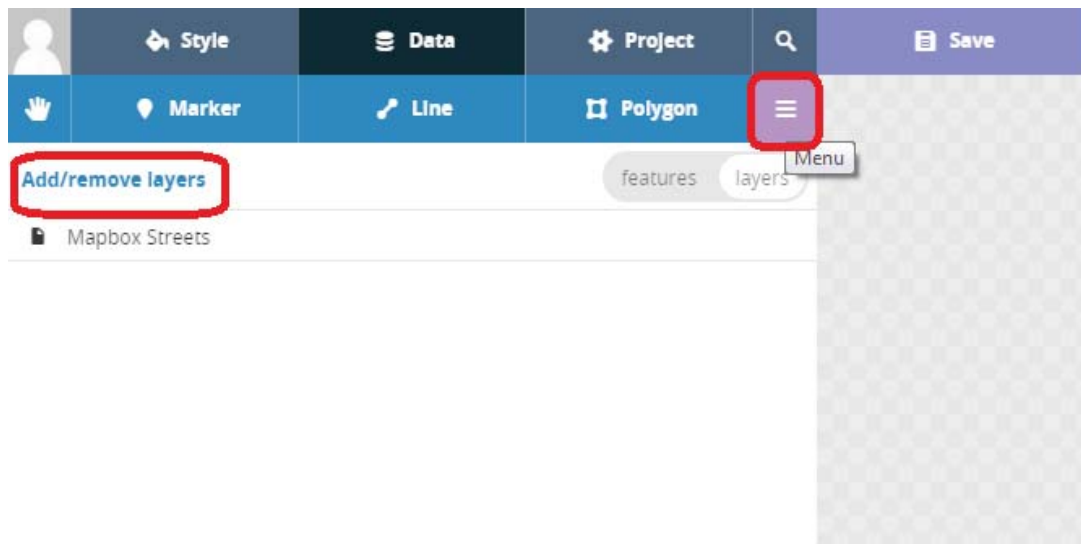 Style Data Project Save
Marker Line Polygon
Menu
Add/remove layers features layers
Mapbox Streets